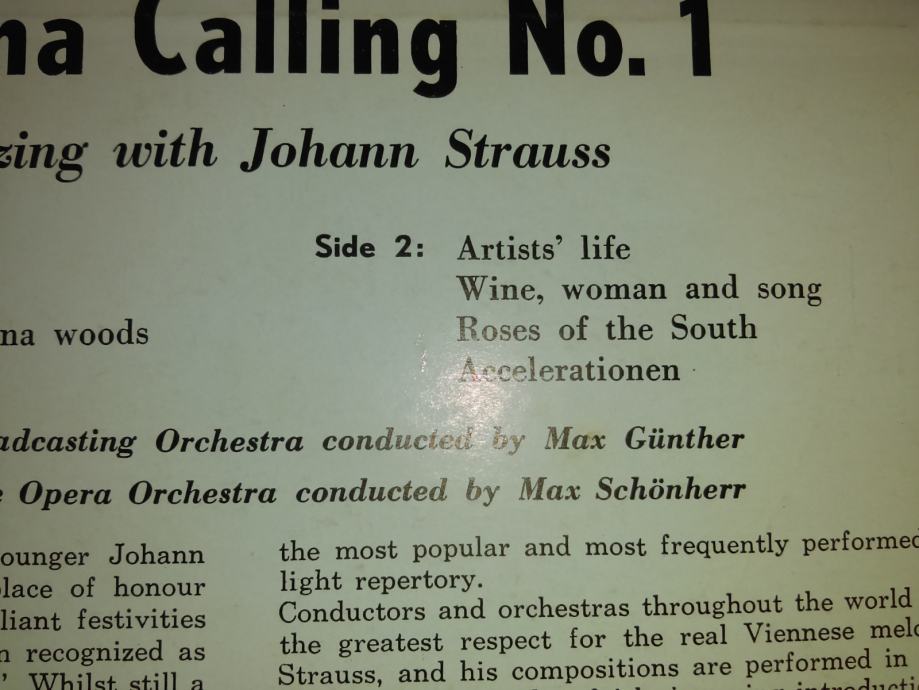 na Calling No. 1
zing with Johann Strauss
Side 2: Artists' life
Wine, woman and song
na woods Roses of the South
Accelerationen
adcasting Orchestra conducted by Max Günther
e Opera Orchestra conducted by Max Schönherr
ounger Johann
place of honour
liant festivities
n recognized as
' Whilst still a
the most popular and most frequently performed
light repertory.
Conductors and orchestras throughout the world
the greatest respect for the real Viennese melo
Strauss, and his compositions are performed in
introducti